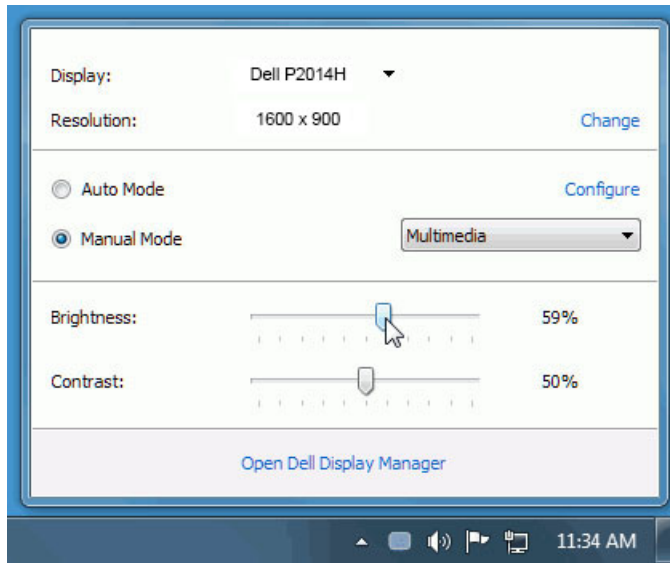 Display: Dell P2014H
Resolution: 1600 x 900 Change
Auto Mode Configure
Manual Mode Multimedia
Brightness: 59%
Contrast: 50%
Open Dell Display Manager
11:34 AM